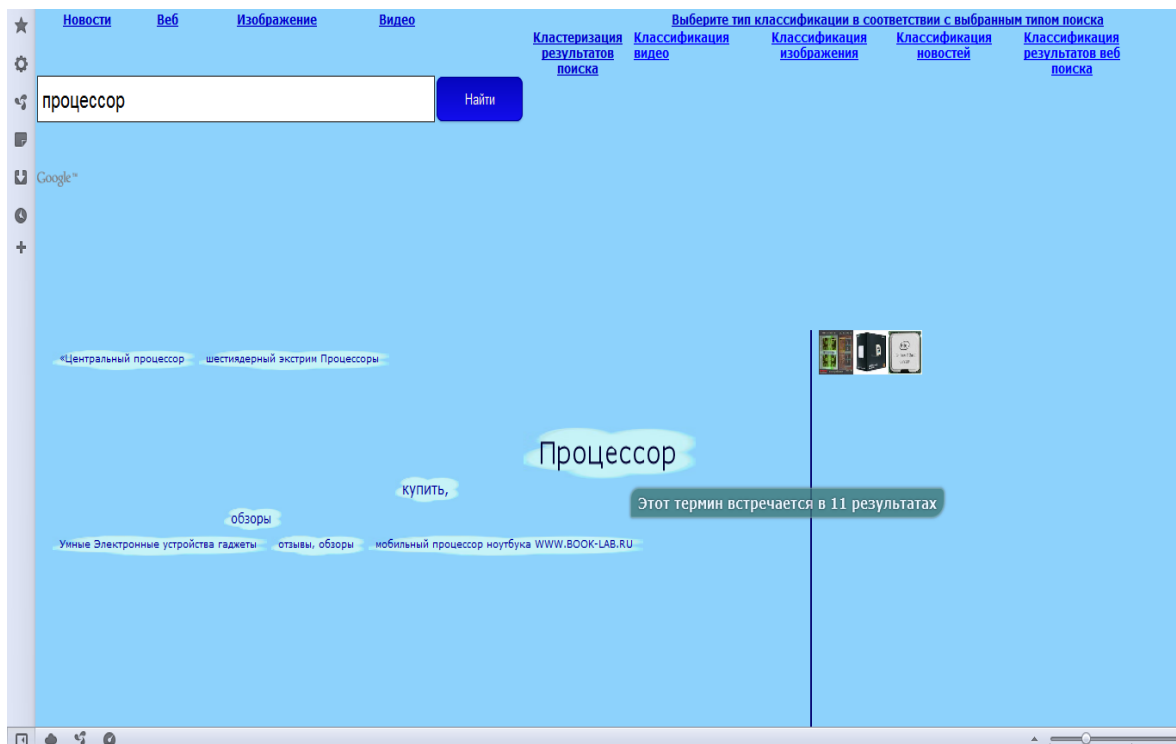 Новости Веб Изображение Видео Выберите тип классификации в соответствии с выбранным типом поиска
Кластеризация результатов поиска
Классификация видео
Классификация изображения
Классификация новостей
Классификация результатов веб поиска
процессор Найти
Google™
«Центральный процессор шестиядерный экстрим Процессоры
Процессор
купить,
Этот термин встречается в 11 результатах
обзоры
Умные Электронные устройства гаджеты отзывы, обзоры мобильный процессор ноутбука WWW.BOOK-LAB.RU